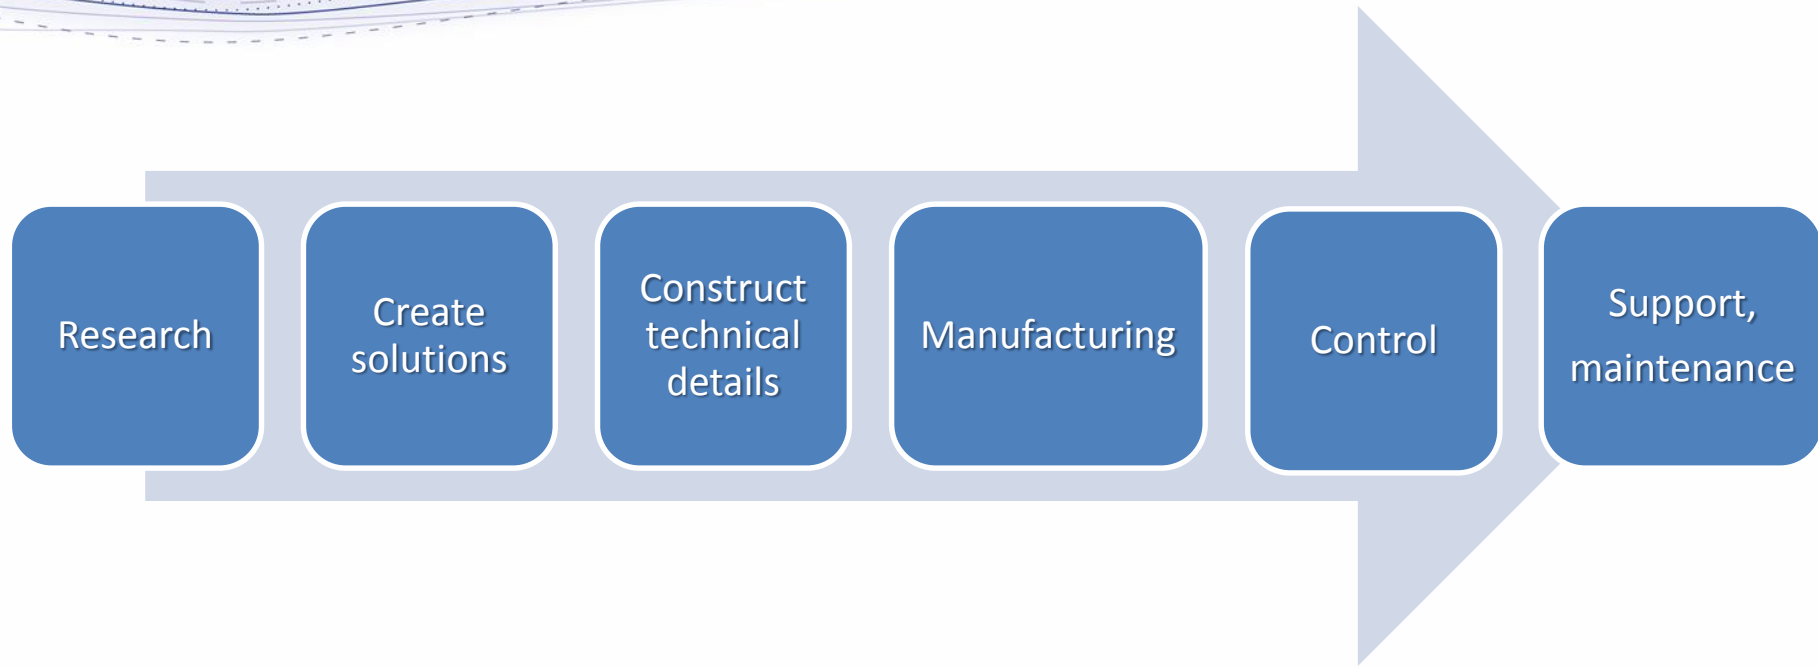 Research
Create
solutions
Construct
technical
details
Manufacturing
Control
Support,
maintenance